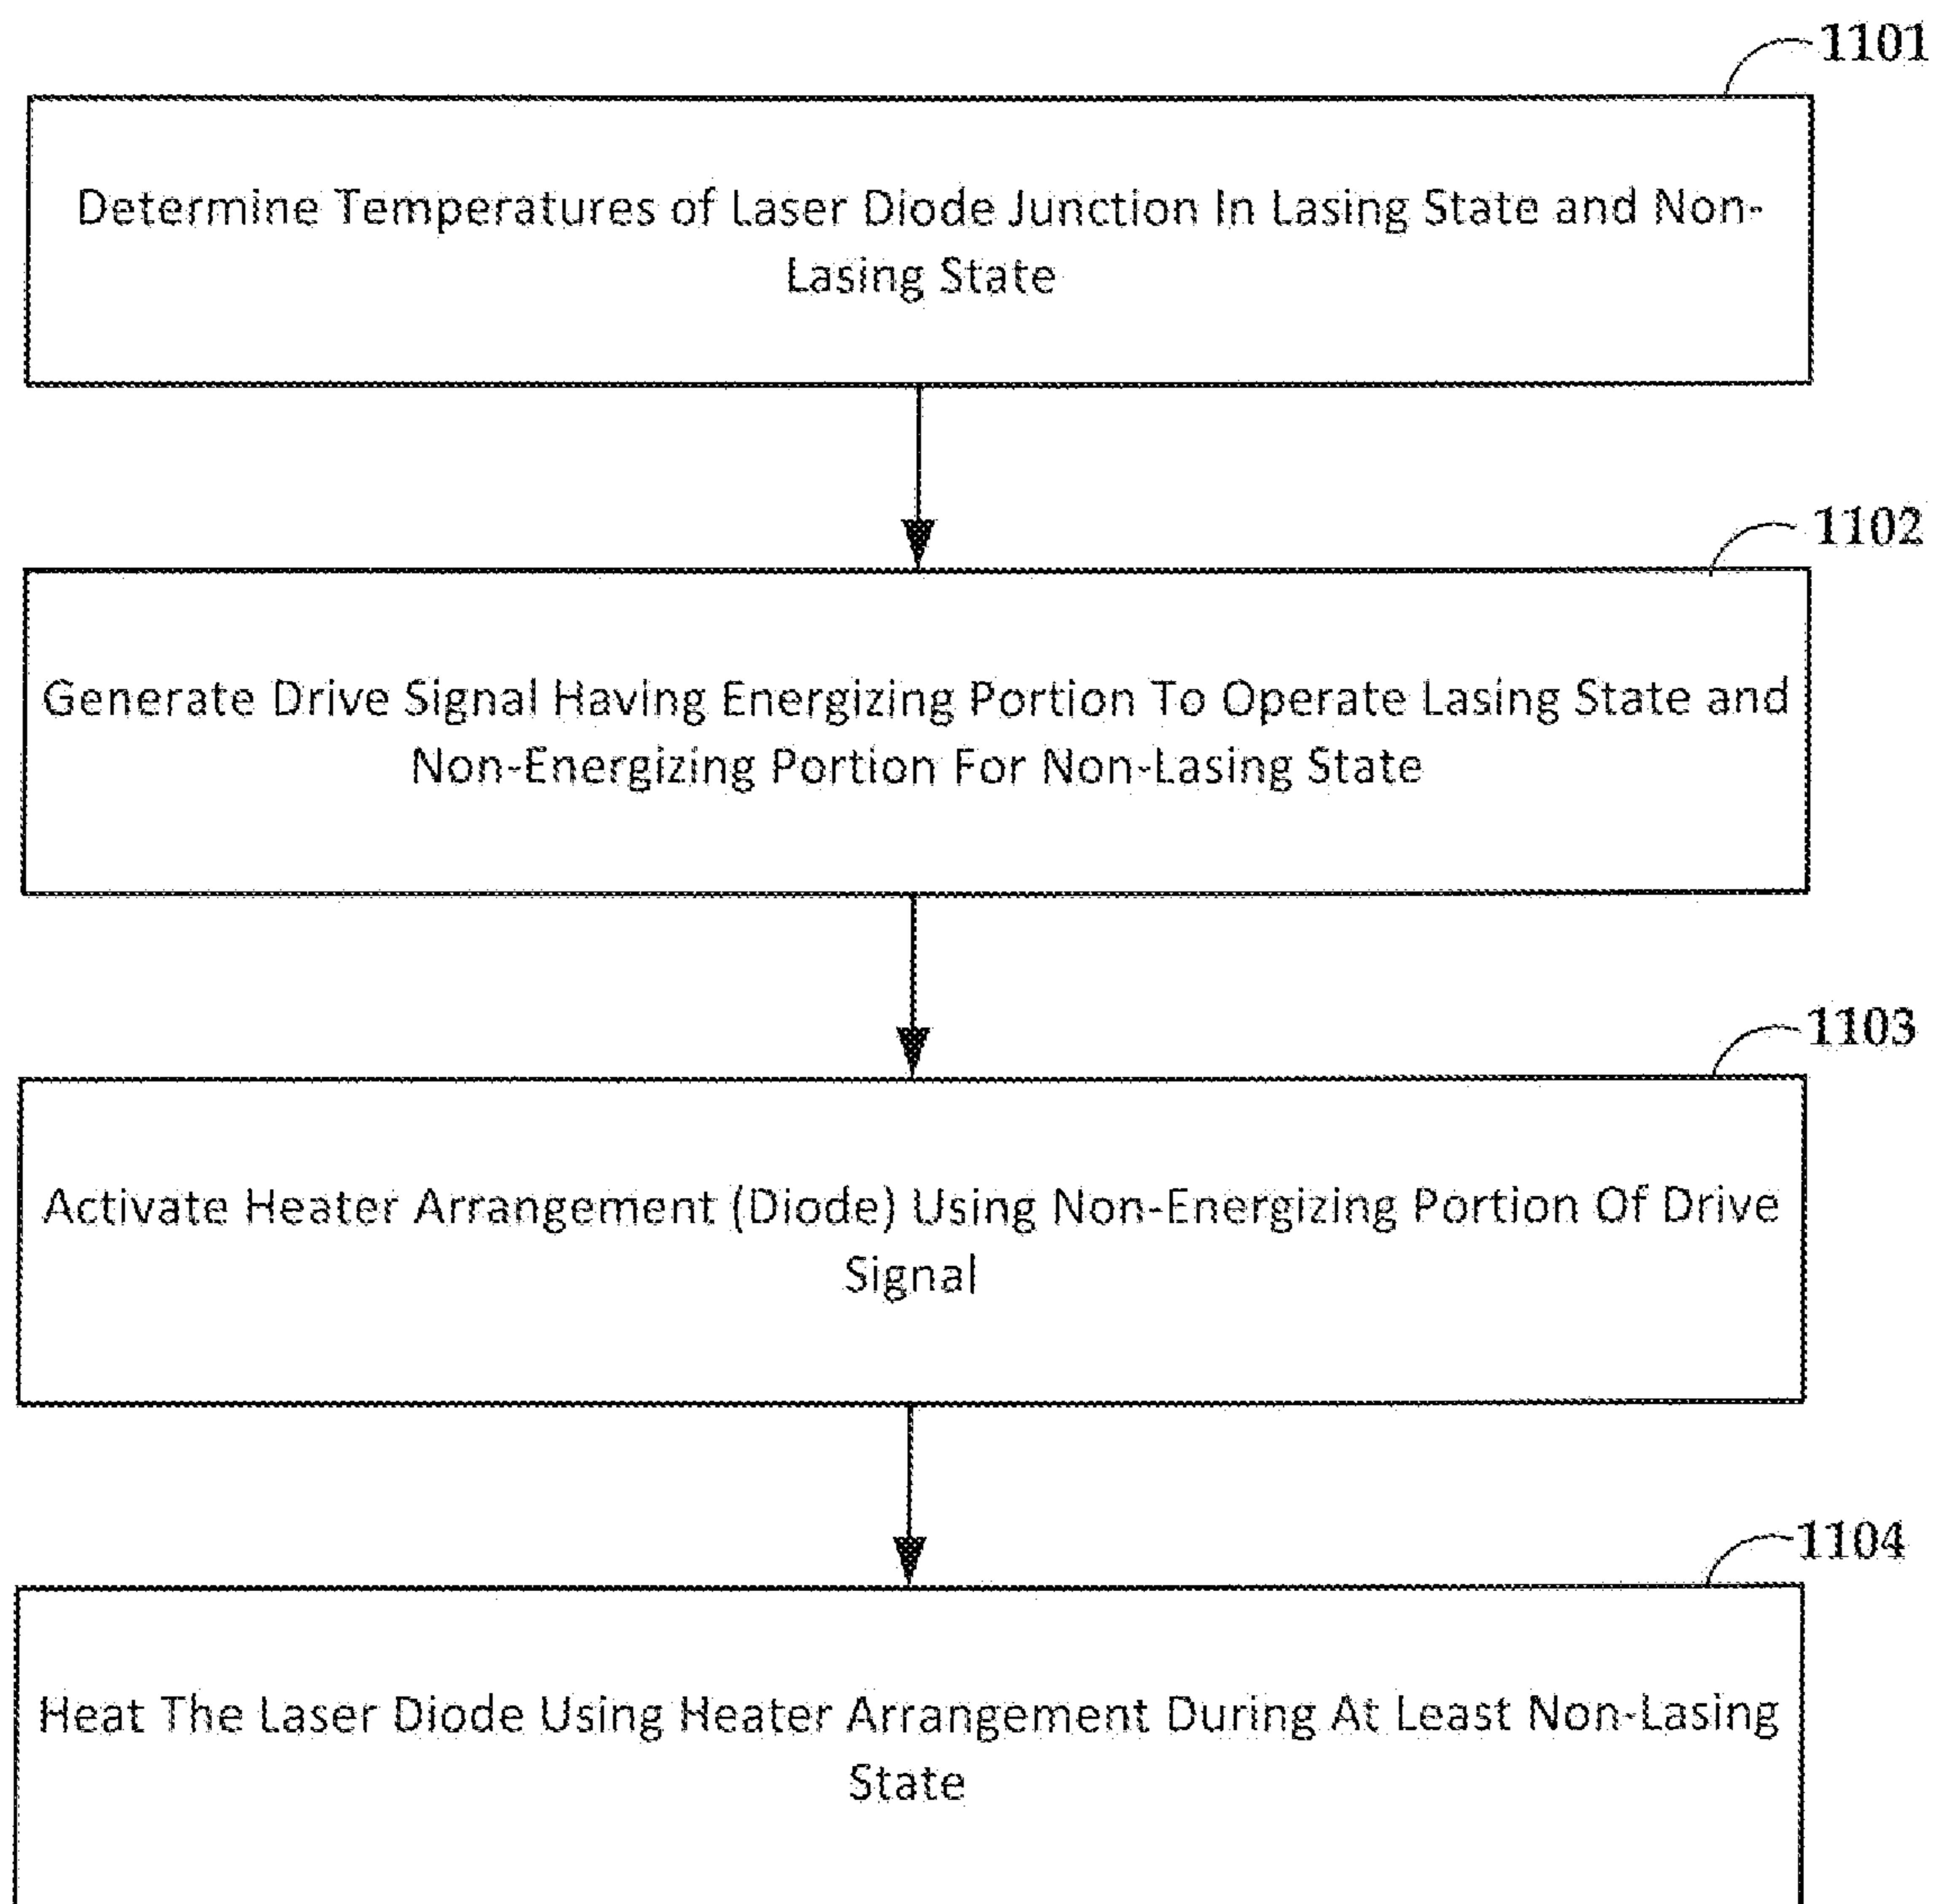 1101
Determine Temperatures of Laser Diode Junction In Lasing State and Non-
Lasing State
1102
Generate Drive Signal Having Energizing Portion To Operate Lasing State and
Non-Energizing Portion For Non-Lasing State
1103
Activate Heater Arrangement (Diode) Using Non-Energizing Portion Of Drive
Signal
1104
Heat The Laser Diode Using Heater Arrangement During At Least Non-Lasing
State